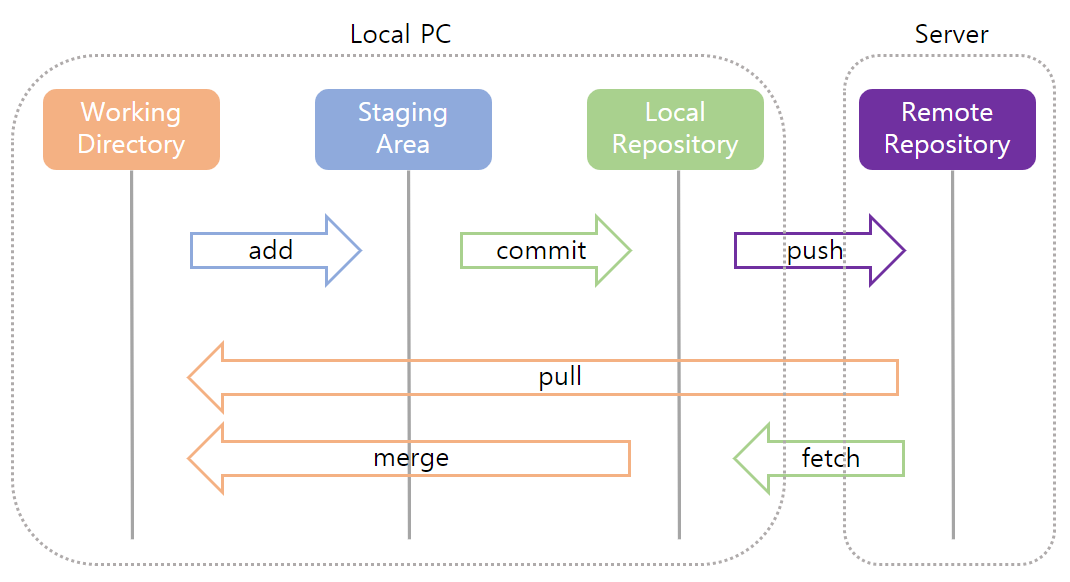 Local PC
Server
Working
Directory
Staging
Area
Local
Repository
Remote
Repository
add
commit
push
pull
merge
fetch